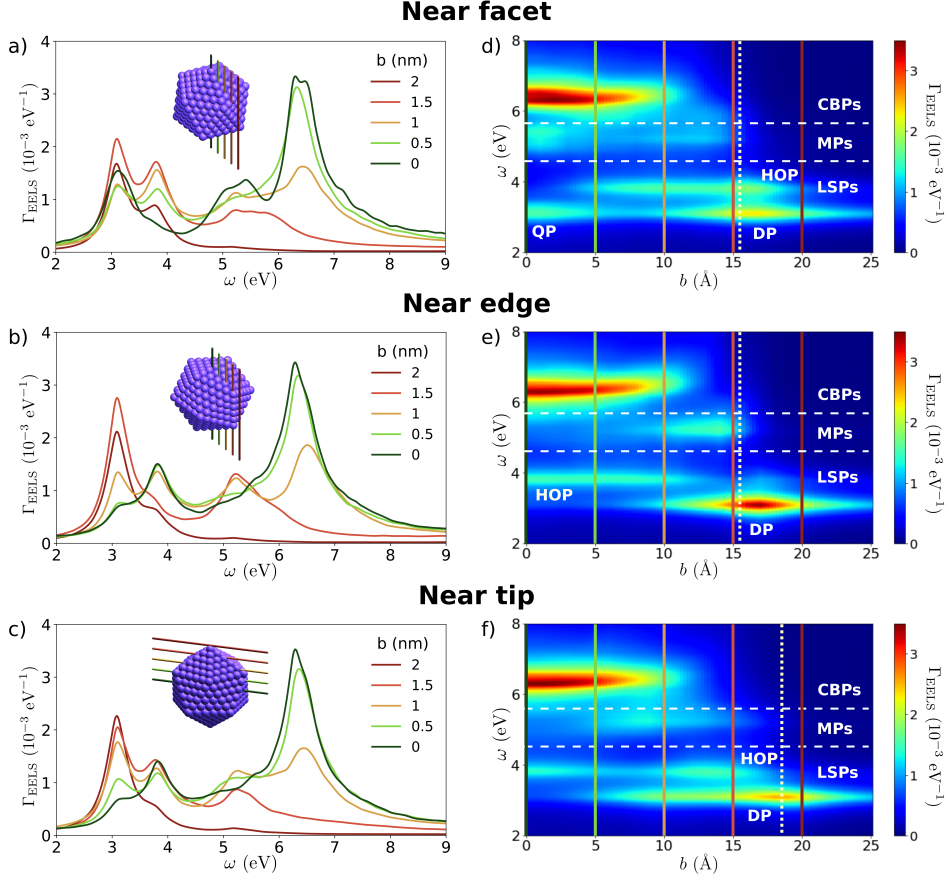 Near facet
a)
4
3
2
1
0
Γ_EELS (10⁻³ eV⁻¹)
2 3 4 5 6 7 8 9
ω (eV)
b (nm)
2
1.5
1
0.5
0
d)
8
6
4
2
ω (eV)
0 5 10 15 20 25
b (Å)
CBPs
MPs
HOP
LSPs
QP
DP
3
2
1
0
Γ_EELS (10⁻³ eV⁻¹)
Near edge
b)
4
3
2
1
0
Γ_EELS (10⁻³ eV⁻¹)
2 3 4 5 6 7 8 9
ω (eV)
b (nm)
2
1.5
1
0.5
0
e)
8
6
4
2
ω (eV)
0 5 10 15 20 25
b (Å)
CBPs
MPs
LSPs
HOP
DP
3
2
1
0
Γ_EELS (10⁻³ eV⁻¹)
Near tip
c)
4
3
2
1
0
Γ_EELS (10⁻³ eV⁻¹)
2 3 4 5 6 7 8 9
ω (eV)
b (nm)
2
1.5
1
0.5
0
f)
8
6
4
2
ω (eV)
0 5 10 15 20 25
b (Å)
CBPs
MPs
HOP
LSPs
DP
3
2
1
0
Γ_EELS (10⁻³ eV⁻¹)